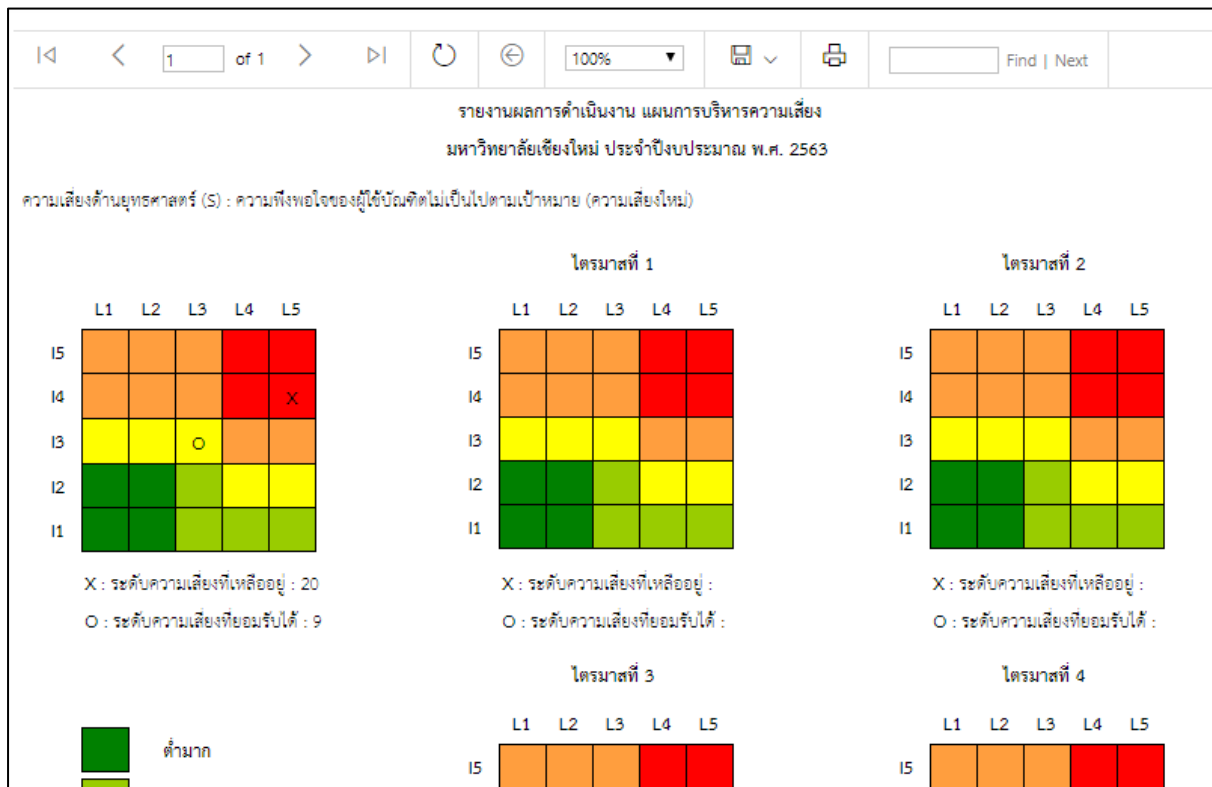 1 of 1 100% Find | Next
รายงานผลการดำเนินงาน แผนการบริหารความเสี่ยง
มหาวิทยาลัยเชียงใหม่ ประจำปีงบประมาณ พ.ศ. 2563
ความเสี่ยงด้านยุทธศาสตร์ (S) : ความพึงพอใจของผู้ใช้บัณฑิตไม่เป็นไปตามเป้าหมาย (ความเสี่ยงใหม่)
ไตรมาสที่ 1 ไตรมาสที่ 2
L1 L2 L3 L4 L5 L1 L2 L3 L4 L5 L1 L2 L3 L4 L5
I5 I5 I5
I4 X I4 I4
I3 O I3 I3
I2 I2 I2
I1 I1 I1
X : ระดับความเสี่ยงที่เหลืออยู่ : 20 X : ระดับความเสี่ยงที่เหลืออยู่ : X : ระดับความเสี่ยงที่เหลืออยู่ :
O : ระดับความเสี่ยงที่ยอมรับได้ : 9 O : ระดับความเสี่ยงที่ยอมรับได้ : O : ระดับความเสี่ยงที่ยอมรับได้ :
ไตรมาสที่ 3 ไตรมาสที่ 4
L1 L2 L3 L4 L5 L1 L2 L3 L4 L5
ต่ำมาก I5 I5